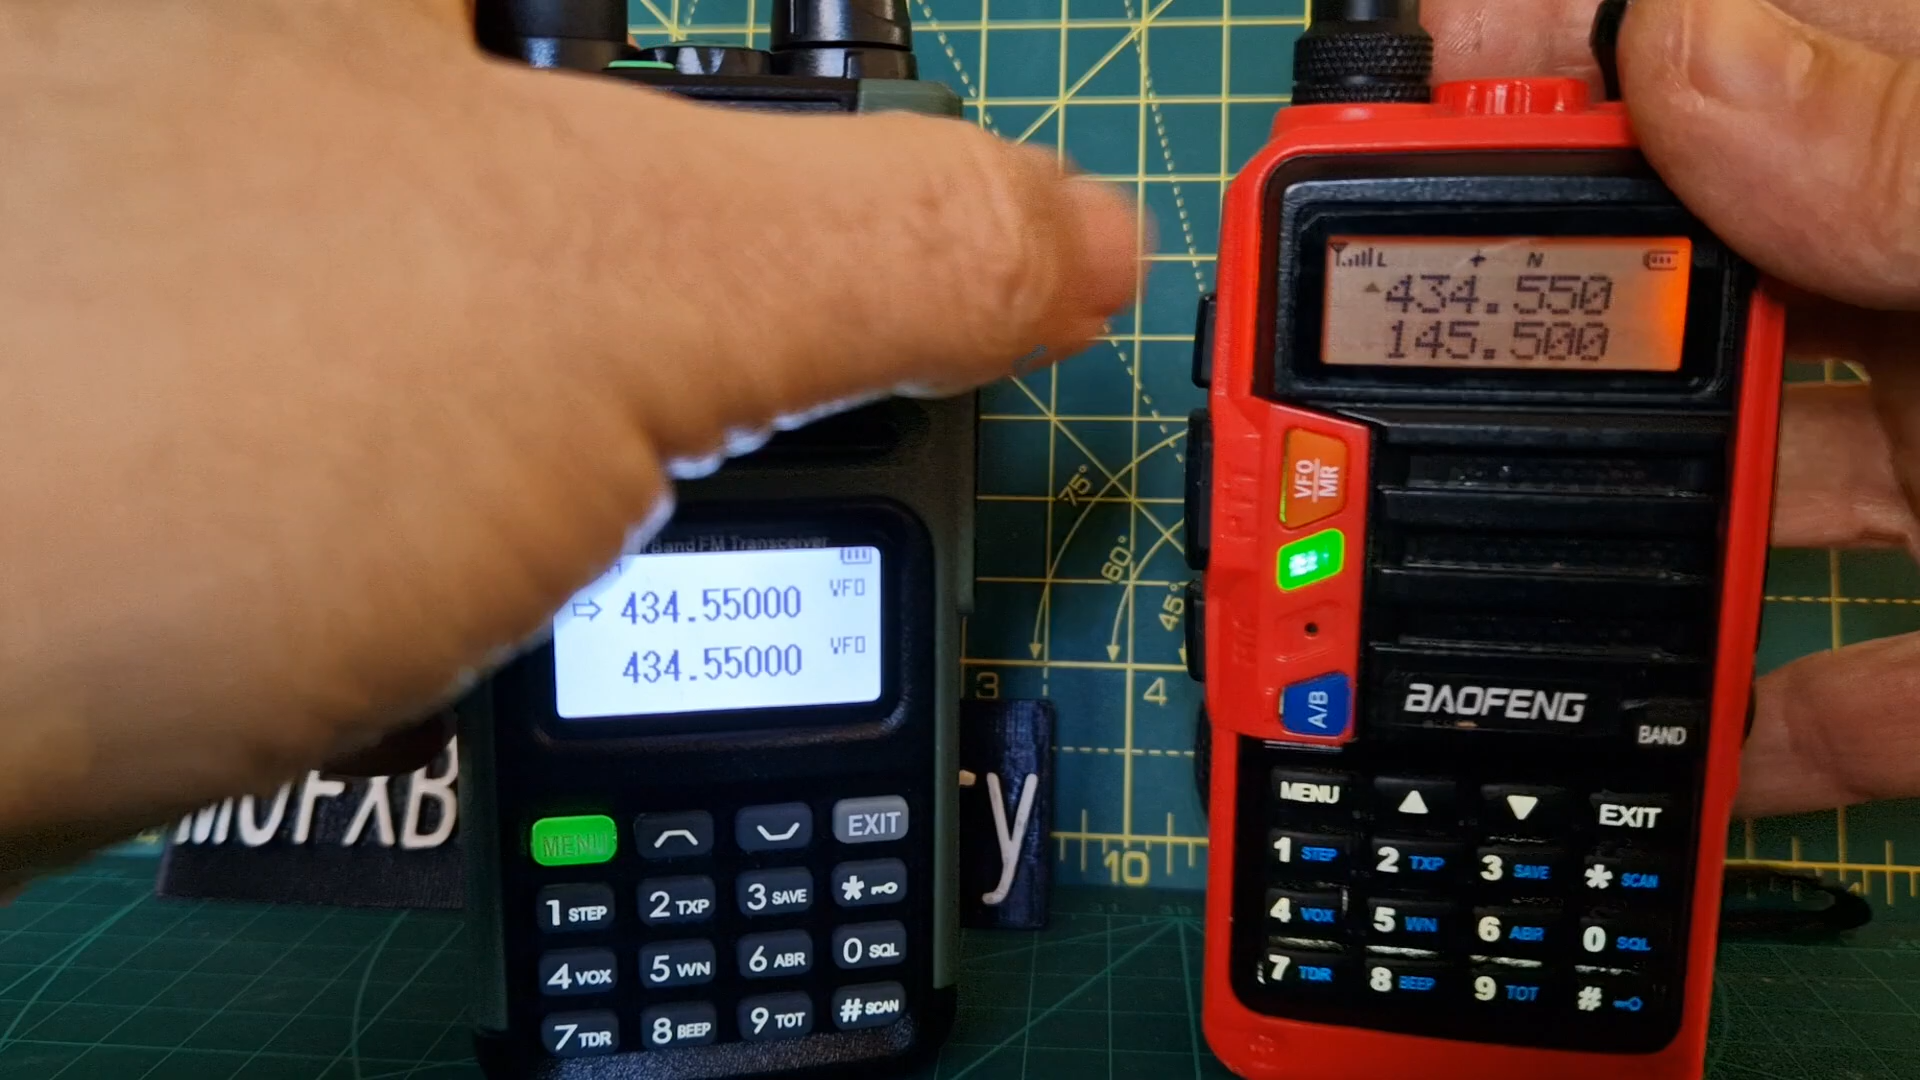 L + N
434.550
145.500
VFO
MR
A/B
BAOFENG
BAND
MENU EXIT
1 STEP 2 TXP 3 SAVE * SCAN
4 VOX 5 WN 6 ABR 0 SQL
7 TDR 8 BEEP 9 TOT #
Band FM Transceiver
434.55000 VFO
434.55000 VFO
MENU EXIT
1 STEP 2 TXP 3 SAVE *
4 VOX 5 WN 6 ABR 0 SQL
7 TDR 8 BEEP 9 TOT # SCAN
M0FXB
ry
75°
60°
45°
3 4
10